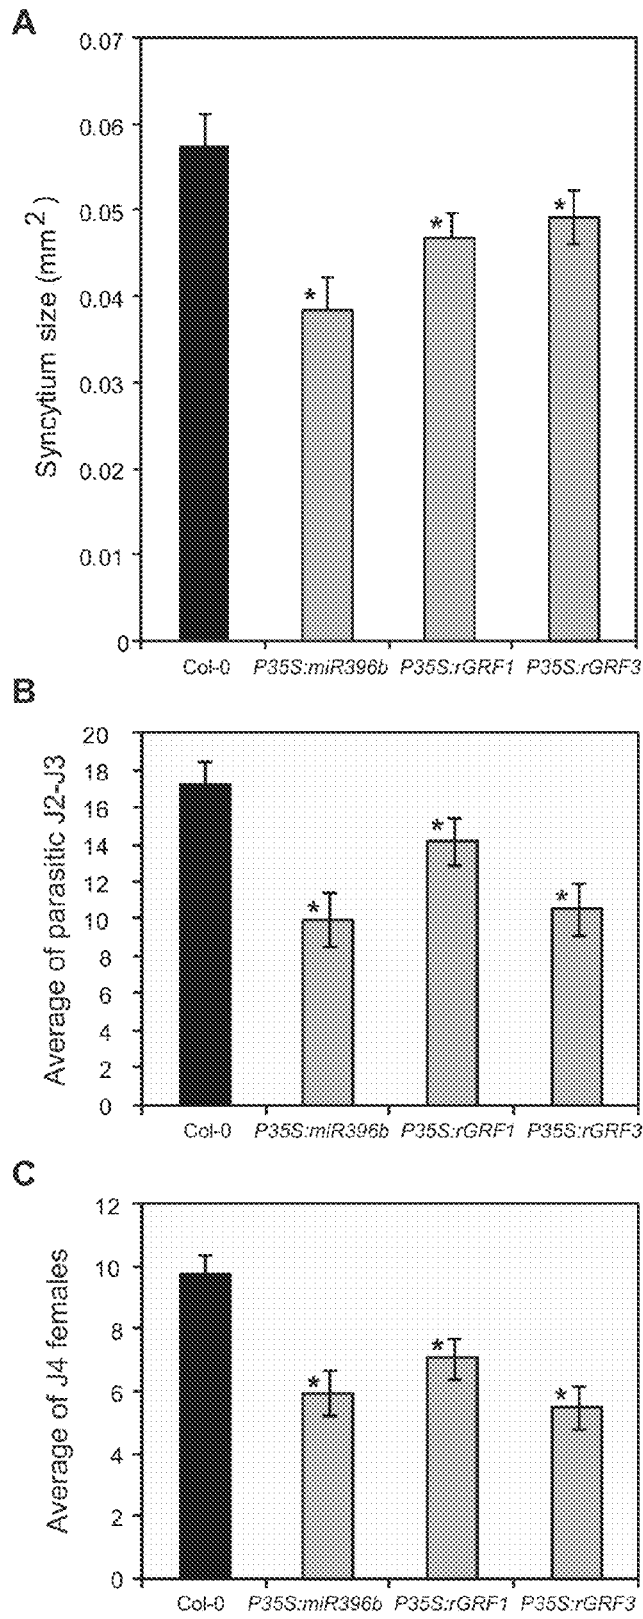 A
0.07
0.06
0.05
0.04
0.03
0.02
0.01
0
Syncytium size (mm²)
* * *
Col-0 P35S:miR396b P35S:rGRF1 P35S:rGRF3
B
20
18
16
14
12
10
8
6
4
2
0
Average of parasitic J2-J3
* * *
Col-0 P35S:miR396b P35S:rGRF1 P35S:rGRF3
C
12
10
8
6
4
2
0
Average of J4 females
* * *
Col-0 P35S:miR396b P35S:rGRF1 P35S:rGRF3